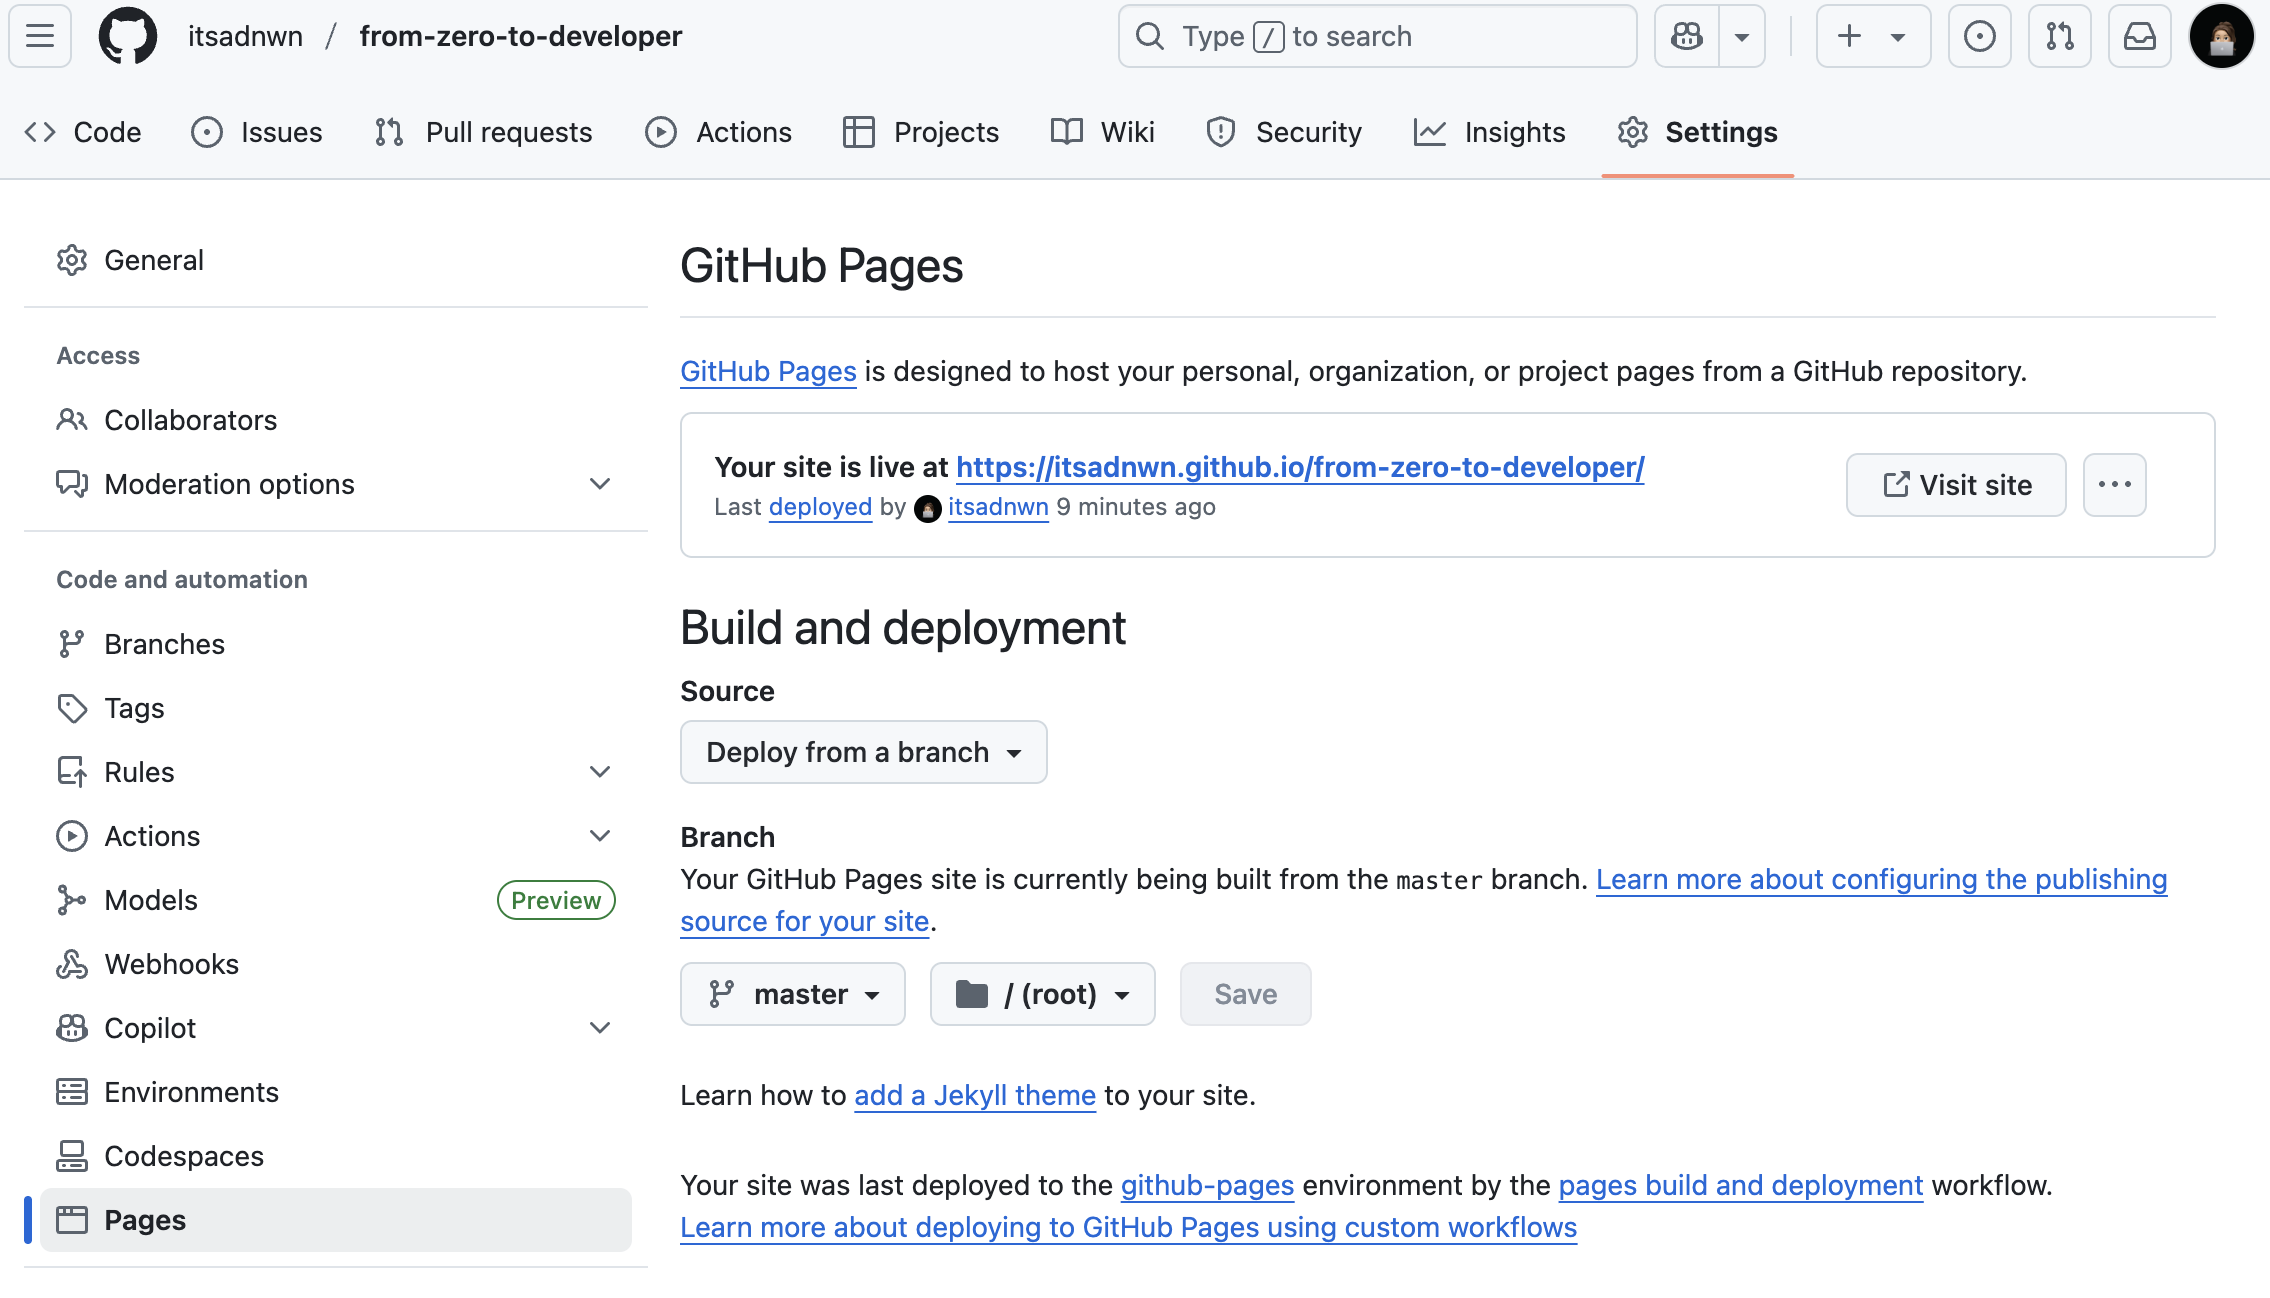 itsadnwn / from-zero-to-developer
Type / to search
Code
Issues
Pull requests
Actions
Projects
Wiki
Security
Insights
Settings
General
Access
Collaborators
Moderation options
Code and automation
Branches
Tags
Rules
Actions
Models Preview
Webhooks
Copilot
Environments
Codespaces
Pages
GitHub Pages
GitHub Pages is designed to host your personal, organization, or project pages from a GitHub repository.
Your site is live at https://itsadnwn.github.io/from-zero-to-developer/
Last deployed by itsadnwn 9 minutes ago
Visit site
Build and deployment
Source
Deploy from a branch
Branch
Your GitHub Pages site is currently being built from the master branch. Learn more about configuring the publishing
source for your site.
master
/ (root)
Save
Learn how to add a Jekyll theme to your site.
Your site was last deployed to the github-pages environment by the pages build and deployment workflow.
Learn more about deploying to GitHub Pages using custom workflows